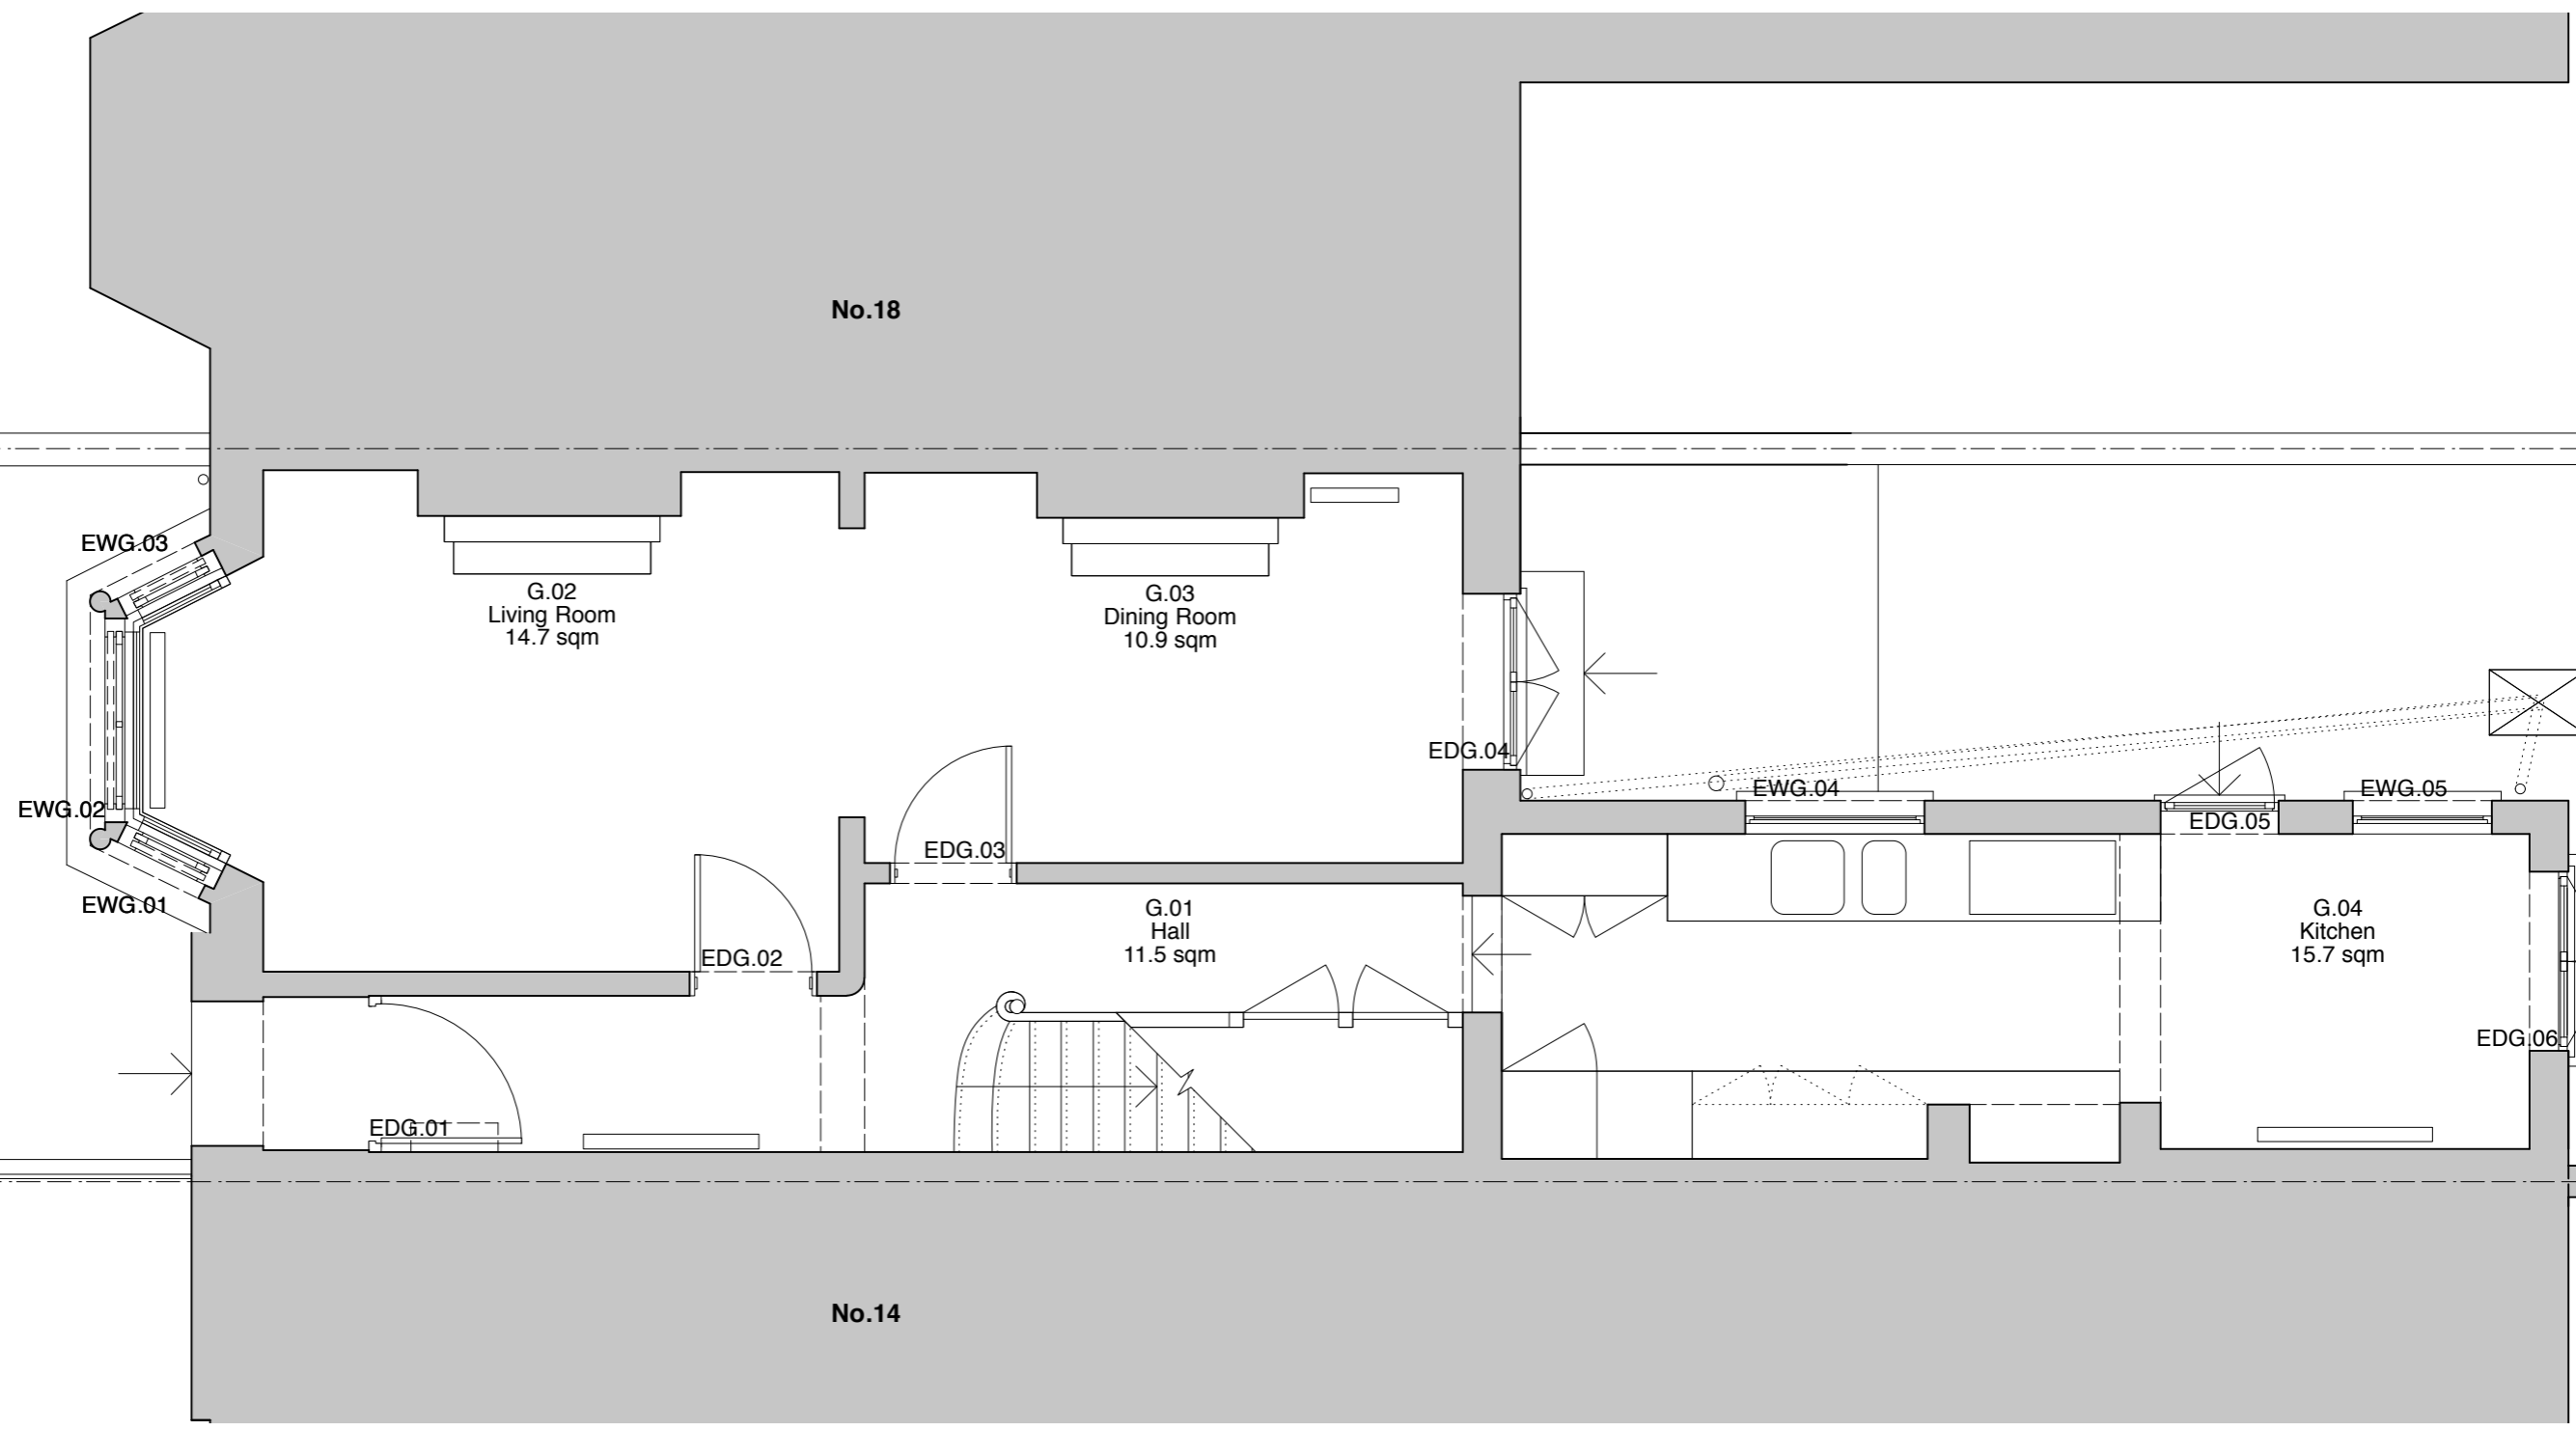 No.18
EWG.03
G.02
Living Room
14.7 sqm
G.03
Dining Room
10.9 sqm
EDG.04
EWG.04
EWG.05
EWG.02
EDG.05
EDG.03
EWG.01
G.01
Hall
11.5 sqm
G.04
Kitchen
15.7 sqm
EDG.02
EDG.06
EDG.01
No.14